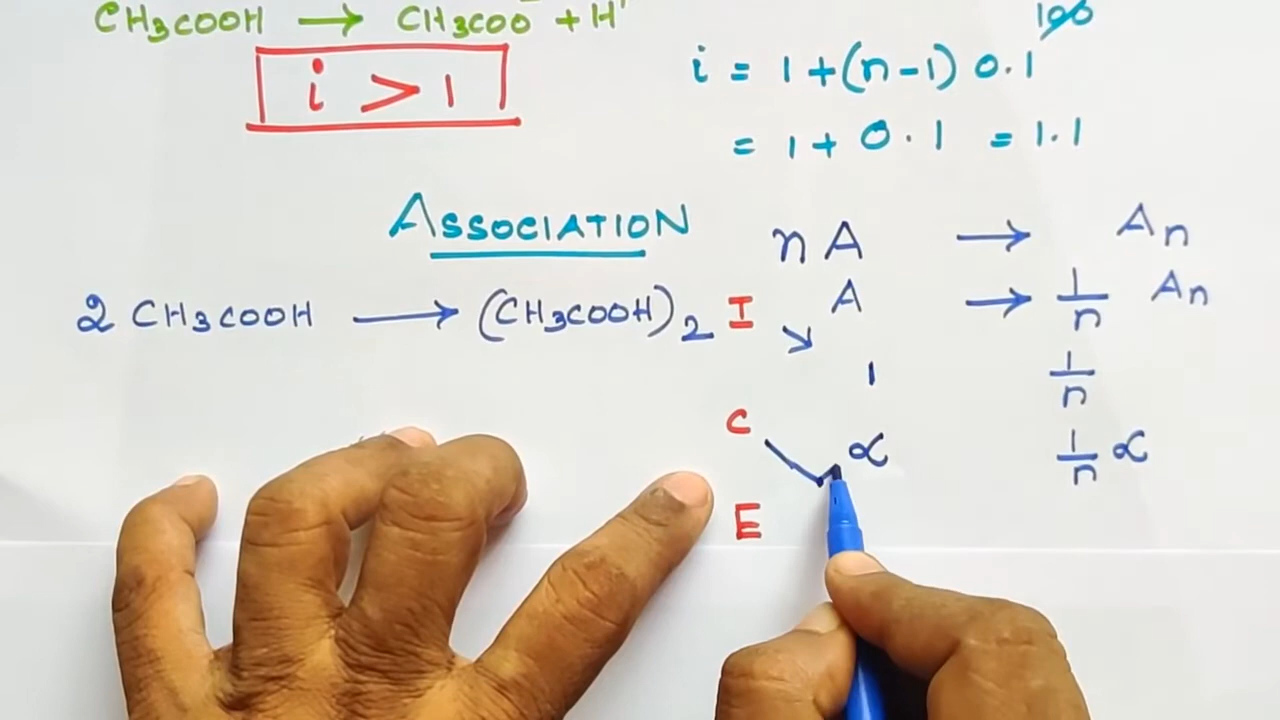 CH₃COOH → CH₃COO⁻ + H⁺
i > 1
100
i = 1 + (n - 1) 0.1
= 1 + 0.1 = 1.1
ASSOCIATION
nA → An
2 CH₃COOH → (CH₃COOH)₂
I A → 1/n An
1 1/n
C ∝ 1/n ∝
E